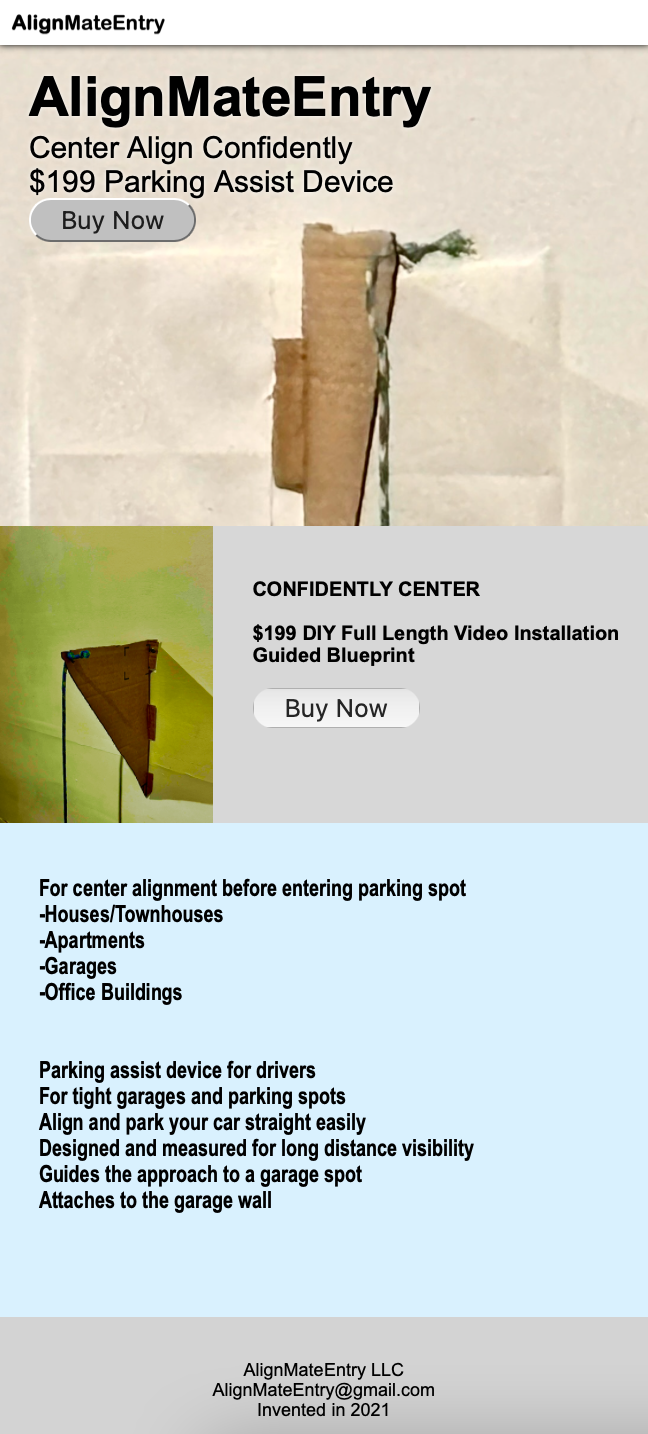 AlignMateEntry
AlignMateEntry
Center Align Confidently
$199 Parking Assist Device
Buy Now
CONFIDENTLY CENTER
$199 DIY Full Length Video Installation
Guided Blueprint
Buy Now
For center alignment before entering parking spot
-Houses/Townhouses
-Apartments
-Garages
-Office Buildings
Parking assist device for drivers
For tight garages and parking spots
Align and park your car straight easily
Designed and measured for long distance visibility
Guides the approach to a garage spot
Attaches to the garage wall
AlignMateEntry LLC
AlignMateEntry@gmail.com
Invented in 2021